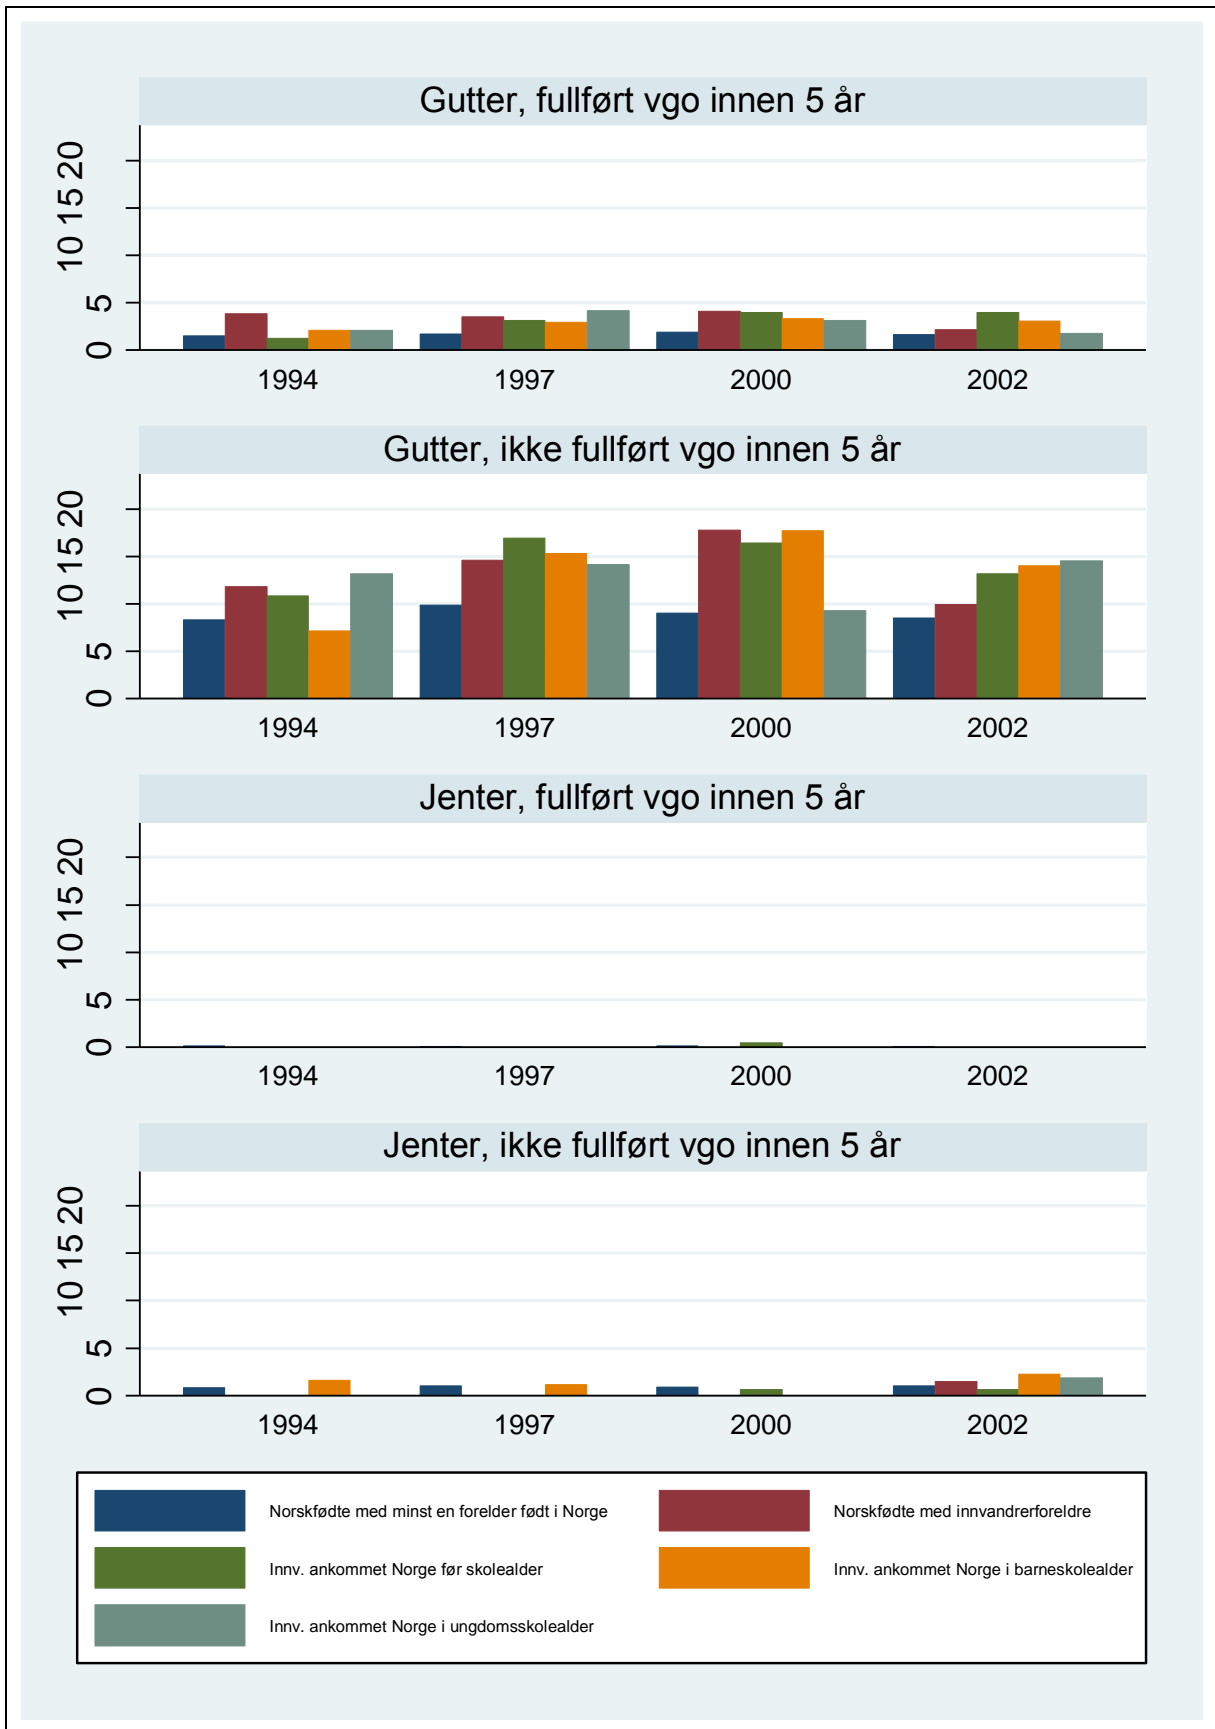 Gutter, fullført vgo innen 5 år
20
15
10
5
0
1994 1997 2000 2002
Gutter, ikke fullført vgo innen 5 år
20
15
10
5
0
1994 1997 2000 2002
Jenter, fullført vgo innen 5 år
20
15
10
5
0
1994 1997 2000 2002
Jenter, ikke fullført vgo innen 5 år
20
15
10
5
0
1994 1997 2000 2002
Norskfødte med minst en forelder født i Norge
Norskfødte med innvandrerforeldre
Innv. ankommet Norge før skolealder
Innv. ankommet Norge i barneskolealder
Innv. ankommet Norge i ungdomsskolealder